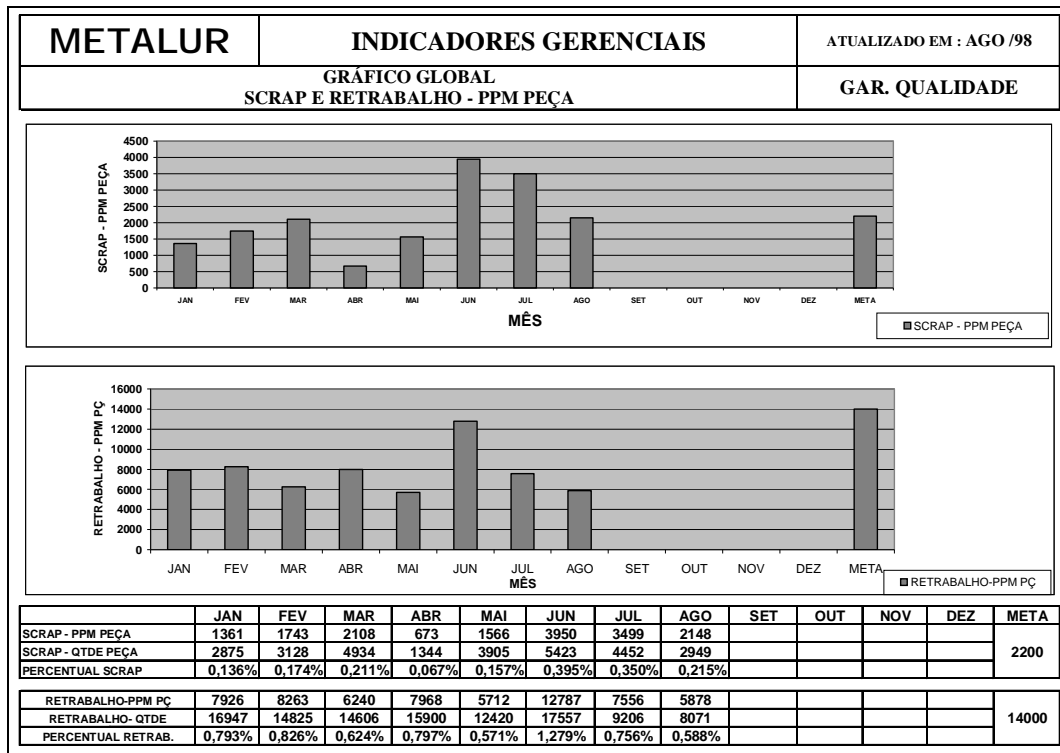 METALUR
INDICADORES GERENCIAIS
ATUALIZADO EM : AGO /98
GRÁFICO GLOBAL
SCRAP E RETRABALHO - PPM PEÇA
GAR. QUALIDADE
SCRAP - PPM PEÇA
4500
4000
3500
3000
2500
2000
1500
1000
500
0
JAN FEV MAR ABR MAI JUN JUL AGO SET OUT NOV DEZ META
MÊS
SCRAP - PPM PEÇA
RETRABALHO - PPM PÇ
16000
14000
12000
10000
8000
6000
4000
2000
0
JAN FEV MAR ABR MAI JUN JUL AGO SET OUT NOV DEZ META
MÊS
RETRABALHO-PPM PÇ
JAN FEV MAR ABR MAI JUN JUL AGO SET OUT NOV DEZ META
SCRAP - PPM PEÇA 1361 1743 2108 673 1566 3950 3499 2148
SCRAP - QTDE PEÇA 2875 3128 4934 1344 3905 5423 4452 2949 2200
PERCENTUAL SCRAP 0,136% 0,174% 0,211% 0,067% 0,157% 0,395% 0,350% 0,215%
RETRABALHO-PPM PÇ 7926 8263 6240 7968 5712 12787 7556 5878
RETRABALHO- QTDE 16947 14825 14606 15900 12420 17557 9206 8071 14000
PERCENTUAL RETRAB. 0,793% 0,826% 0,624% 0,797% 0,571% 1,279% 0,756% 0,588%